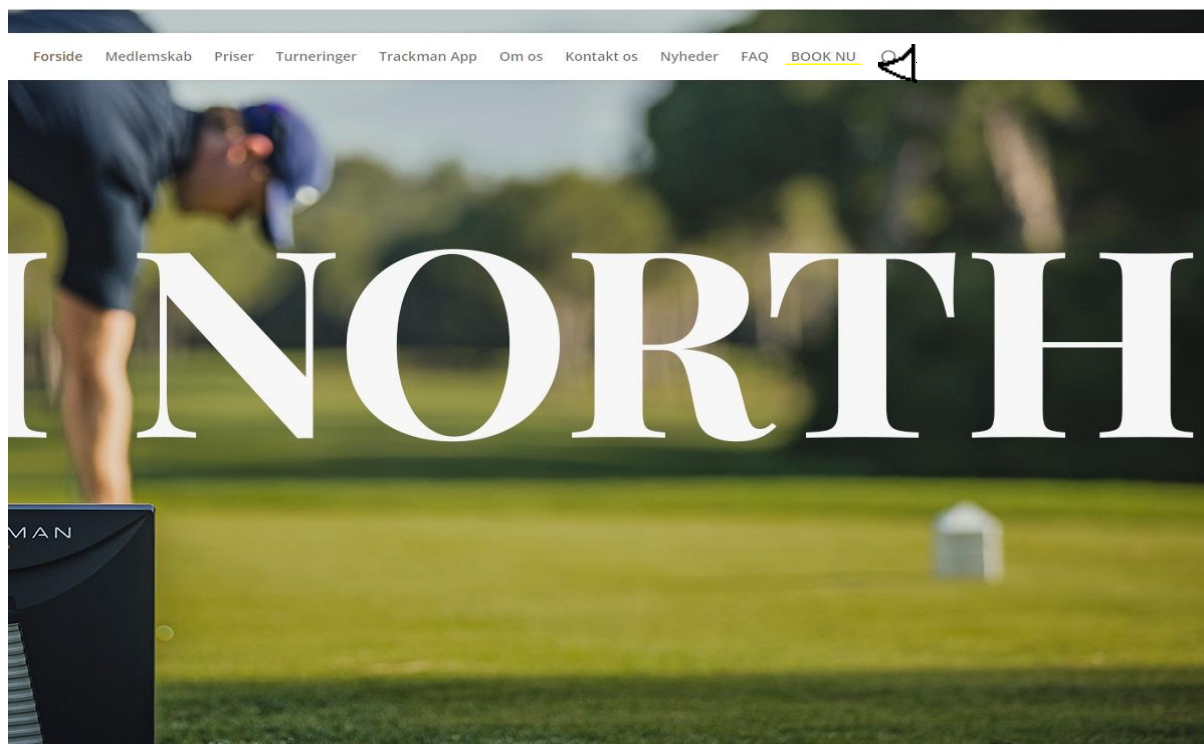 Forside Medlemskab Priser Turneringer Trackman App Om os Kontakt os Nyheder FAQ BOOK NU
NORTH
MAN